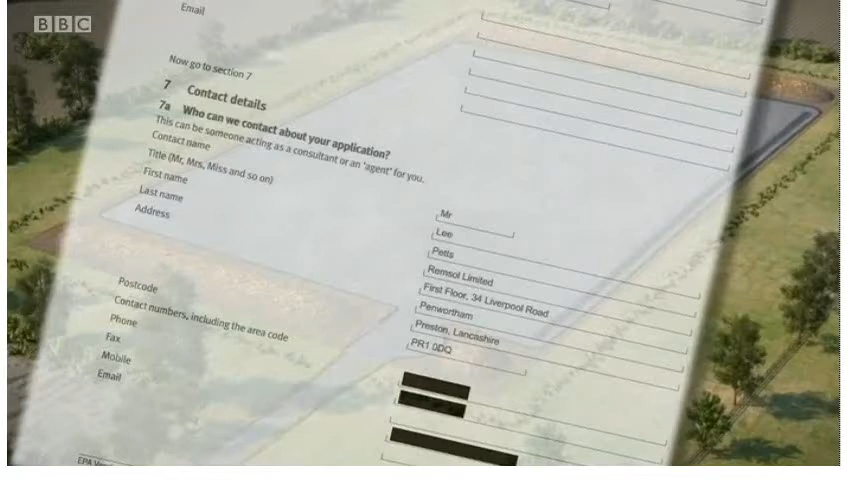 BBC
Email
Now go to section 7
7 Contact details
7a Who can we contact about your application?
This can be someone acting as a consultant or an 'agent' for you.
Contact name
Title (Mr, Mrs, Miss and so on) Mr
First name Lee
Last name Petts
Address Remsol Limited
First Floor, 34 Liverpool Road
Penwortham
Preston, Lancashire
Postcode PR1 0DQ
Contact numbers, including the area code
Phone
Fax
Mobile
Email
EPA